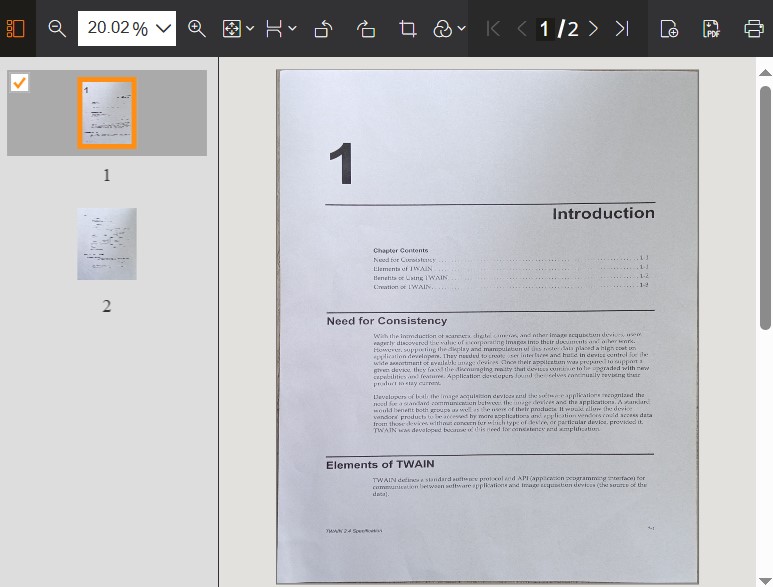 20.02%
1 /2
PDF
1
2
1
Introduction
Chapter Contents
Need for Consistency 1-1
Elements of TWAIN 1-1
Benefits of Using TWAIN 1-2
Creation of TWAIN 1-3
Need for Consistency
With the introduction of scanners, digital cameras, and other image acquisition devices, users
eagerly discovered the value of incorporating images into their documents and other work.
However, supporting the display and manipulation of this raster data placed a high cost on
application developers. They needed to create user interfaces and build in device control for the
wide assortment of available image devices. Once their application was prepared to support a
given device, they faced the discouraging reality that devices continue to be upgraded with new
capabilities and features. Application developers found themselves continually revising their
product to stay current.
Developers of both the image acquisition devices and the software applications recognized the
need for a standard communication between the image devices and the applications. A standard
would benefit both groups as well as the users of their products. It would allow the device
vendors' products to be accessed by more applications and application vendors could access data
from those devices without concern for which type of device, or particular device, provided it.
TWAIN was developed because of this need for consistency and simplification.
Elements of TWAIN
TWAIN defines a standard software protocol and API (application programming interface) for
communication between software applications and image acquisition devices (the source of the
data).
TWAIN 2.4 Specification 1-1